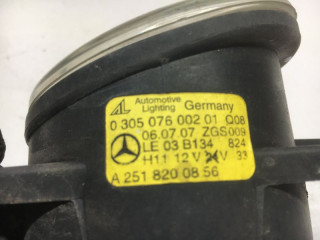 AL Automotive Lighting Germany
0 305 076 002 01 Q08
06.07.07 ZGS009
LE 03 B134 824
H11 12 V V 33
A 251 820 08 56